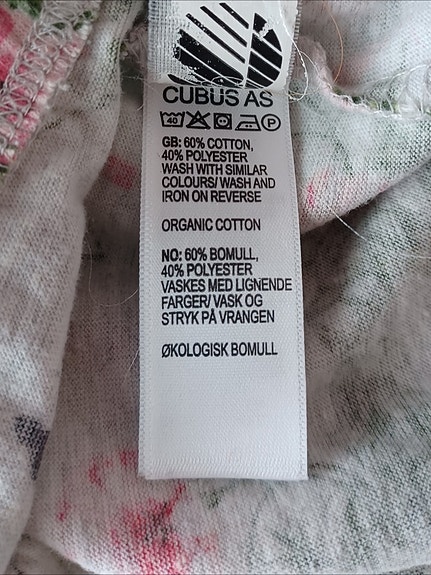 CUBUS AS
40 P
GB: 60% COTTON,
40% POLYESTER
WASH WITH SIMILAR
COLOURS/ WASH AND
IRON ON REVERSE
ORGANIC COTTON
NO: 60% BOMULL,
40% POLYESTER
VASKES MED LIGNENDE
FARGER/ VASK OG
STRYK PÅ VRANGEN
ØKOLOGISK BOMULL